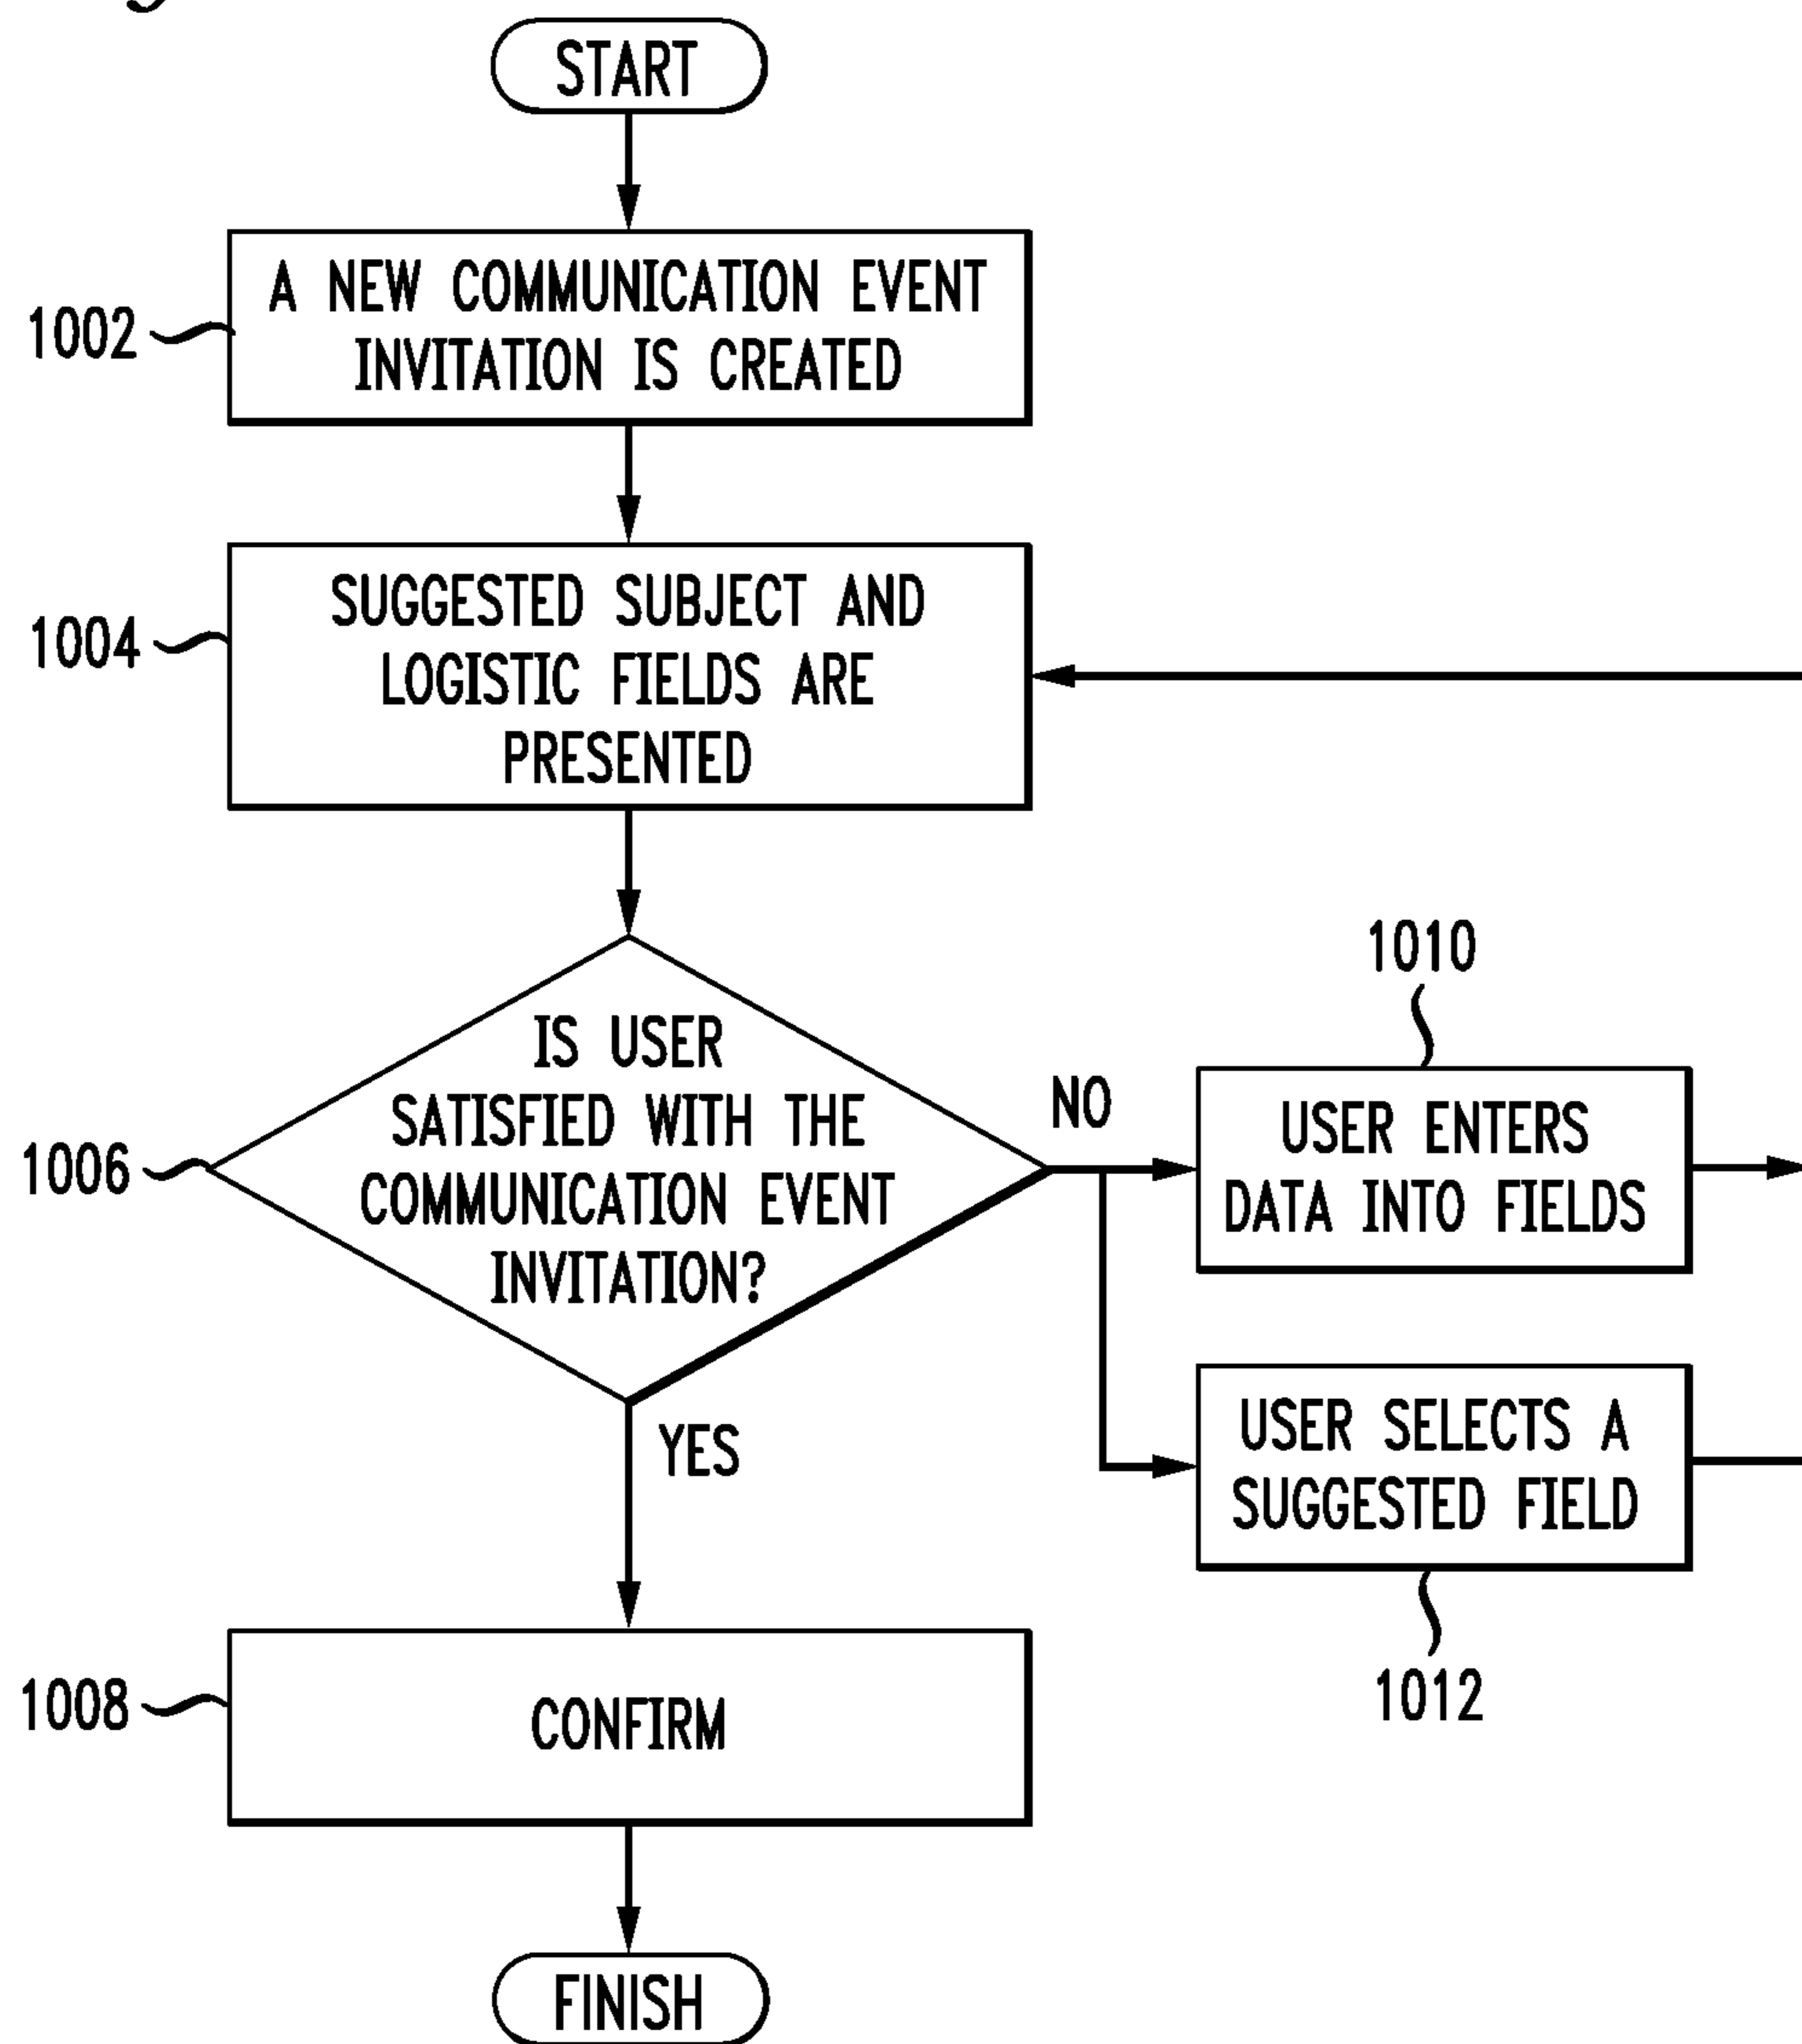 START
A NEW COMMUNICATION EVENT
INVITATION IS CREATED
1002
SUGGESTED SUBJECT AND
LOGISTIC FIELDS ARE
PRESENTED
1004
IS USER
SATISFIED WITH THE
COMMUNICATION EVENT
INVITATION?
1006
NO
1010
USER ENTERS
DATA INTO FIELDS
USER SELECTS A
SUGGESTED FIELD
1012
YES
CONFIRM
1008
FINISH